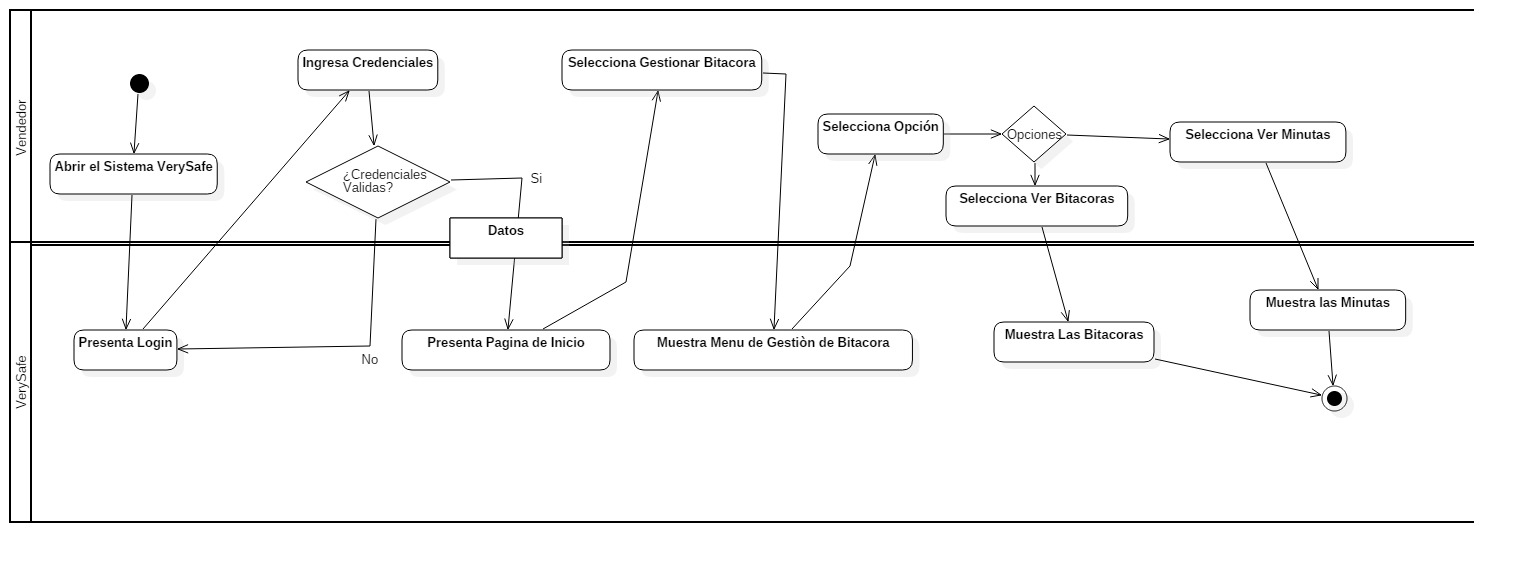 Vendedor
Ingresa Credenciales
Selecciona Gestionar Bitacora
Selecciona Opción
Opciones
Selecciona Ver Minutas
Abrir el Sistema VerySafe
¿Credenciales
Validas?
Si
Selecciona Ver Bitacoras
Datos
VerySafe
Muestra las Minutas
Presenta Login
No
Presenta Pagina de Inicio
Muestra Menu de Gestiòn de Bitacora
Muestra Las Bitacoras